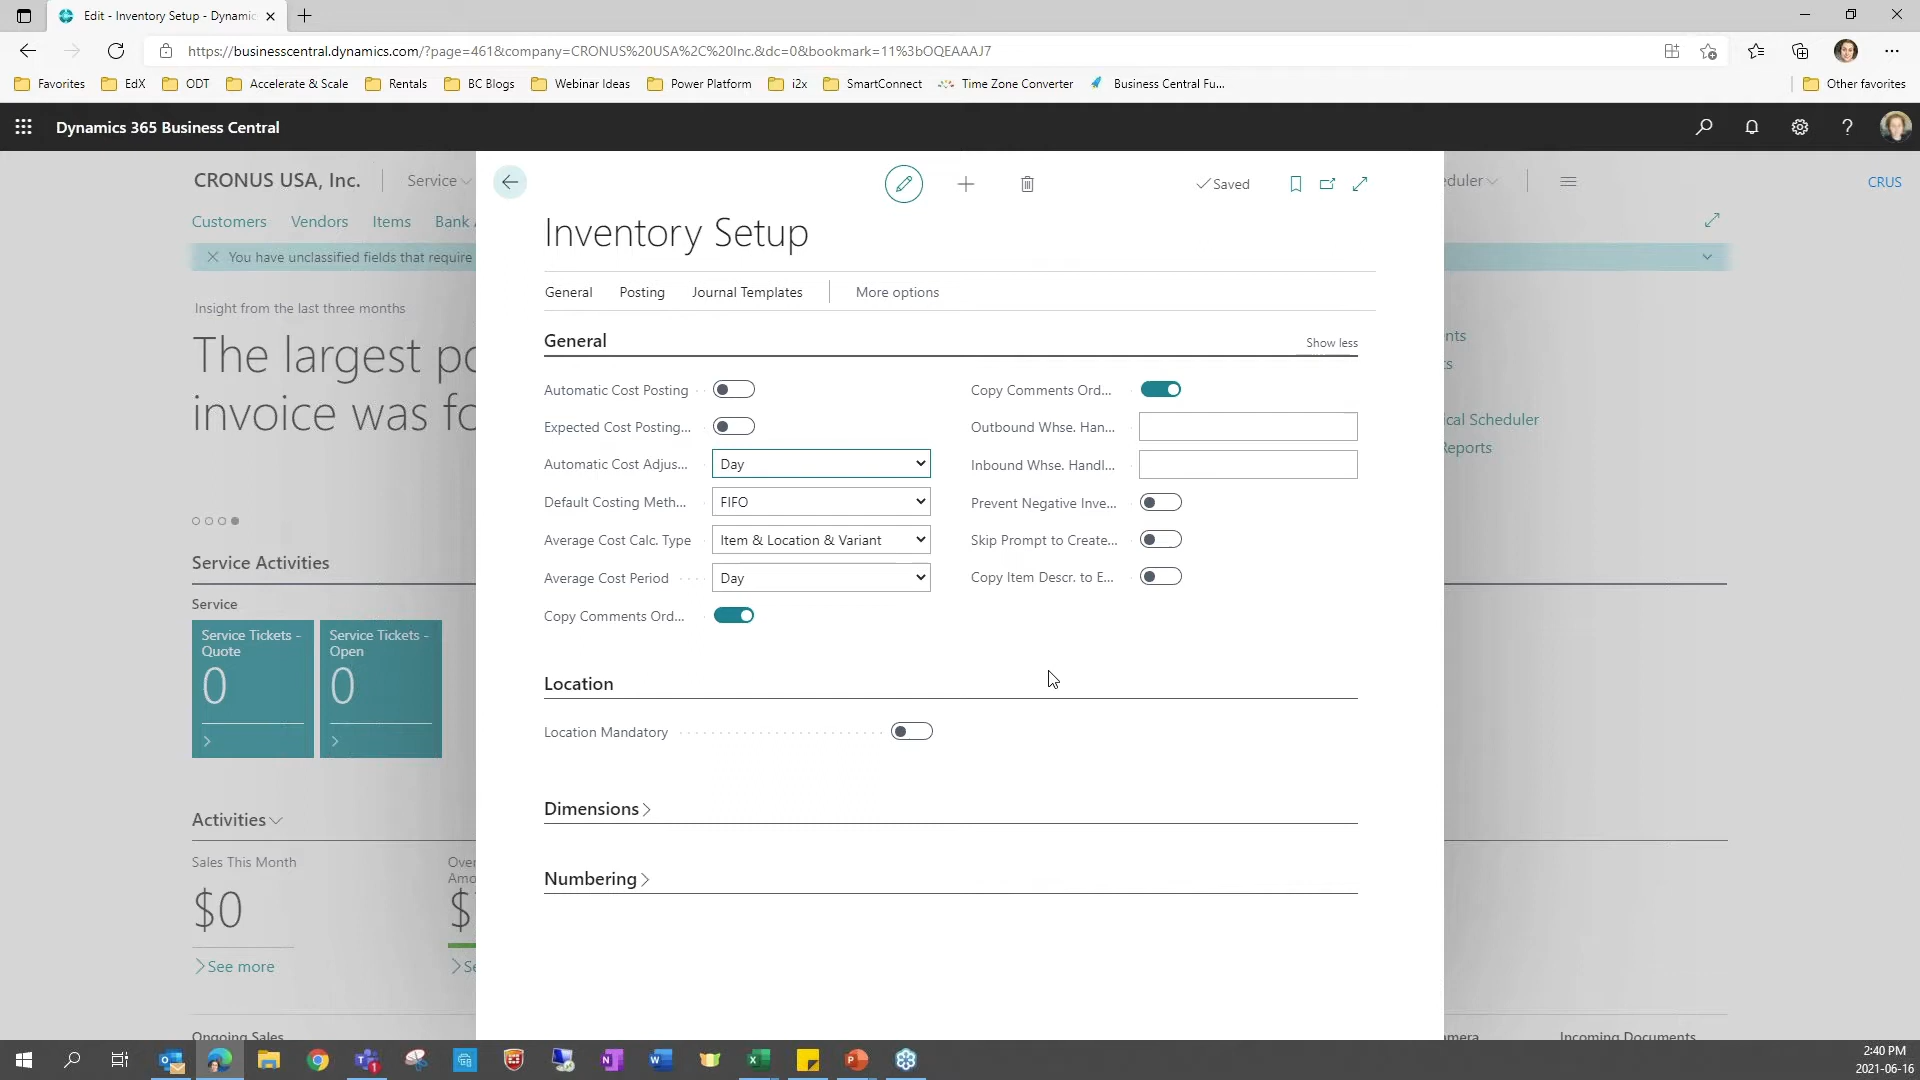 Edit - Inventory Setup - Dynamic
https://businesscentral.dynamics.com/?page=461&company=CRONUS%20USA%2C%20Inc.&dc=0&bookmark=11%3bOQEAAAJ7
Favorites EdX ODT Accelerate & Scale Rentals BC Blogs Webinar Ideas Power Platform i2x SmartConnect Time Zone Converter Business Central Fu... Other favorites
Dynamics 365 Business Central
CRONUS USA, Inc. Service
Saved
eduler
CRUS
Customers Vendors Items Bank
You have unclassified fields that require
Inventory Setup
General Posting Journal Templates More options
Insight from the last three months
The largest po
invoice was fo
General Show less
Automatic Cost Posting
Expected Cost Posting...
Automatic Cost Adjus... Day
Default Costing Meth... FIFO
Average Cost Calc. Type Item & Location & Variant
Average Cost Period Day
Copy Comments Ord...
Copy Comments Ord...
Outbound Whse. Han...
Inbound Whse. Handl...
Prevent Negative Inve...
Skip Prompt to Create...
Copy Item Descr. to E...
nts
ts
ical Scheduler
Reports
Service Activities
Service
Service Tickets -
Quote
0
Service Tickets -
Open
0
Location
Location Mandatory
Dimensions
Numbering
Activities
Sales This Month
$0
See more
Over
Amo
$
Se
Ongoing Sales
amera
Incoming Documents
2:40 PM
2021-06-16